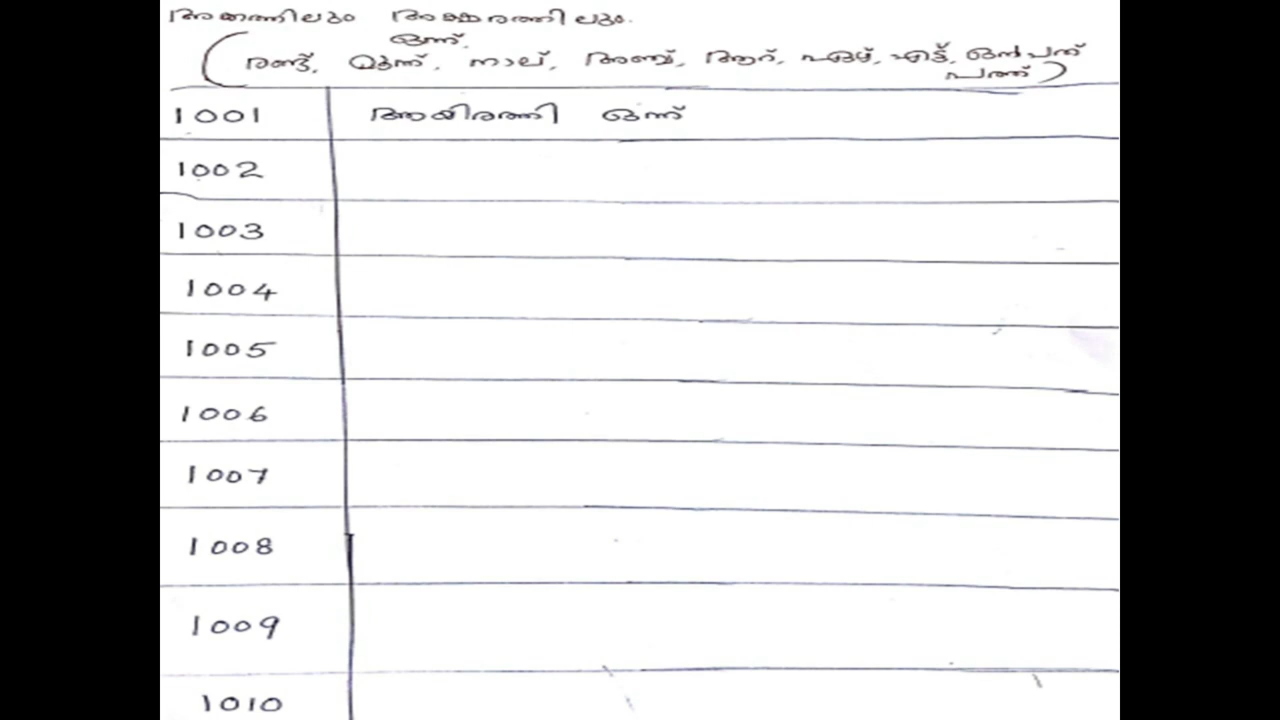 അക്കത്തിലും അക്ഷരത്തിലും.
ഒന്ന്,
(രണ്ട്, മൂന്ന്, നാല്, അഞ്ച്, ആറ്, ഏഴ്, എട്ട്, ഒൻപത്
പത്ത്)
1001 ആയിരത്തി ഒന്ന്
1002
1003
1004
1005
1006
1007
1008
1009
1010